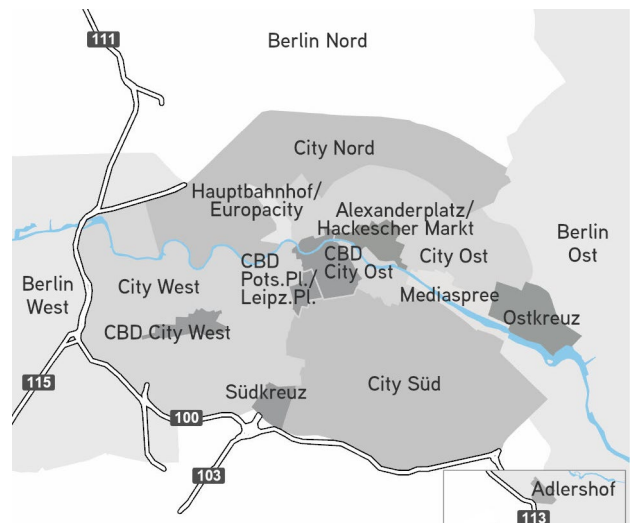 111
Berlin Nord
City Nord
Hauptbahnhof/
Europacity
Alexanderplatz/
Hackescher Markt
Berlin
Ost
CBD
Pots.Pl./
Leipz.Pl.
CBD
City Ost
City Ost
Berlin
West
City West
Mediaspree
Ostkreuz
CBD City West
115
Südkreuz
City Süd
100
103
Adlershof
113